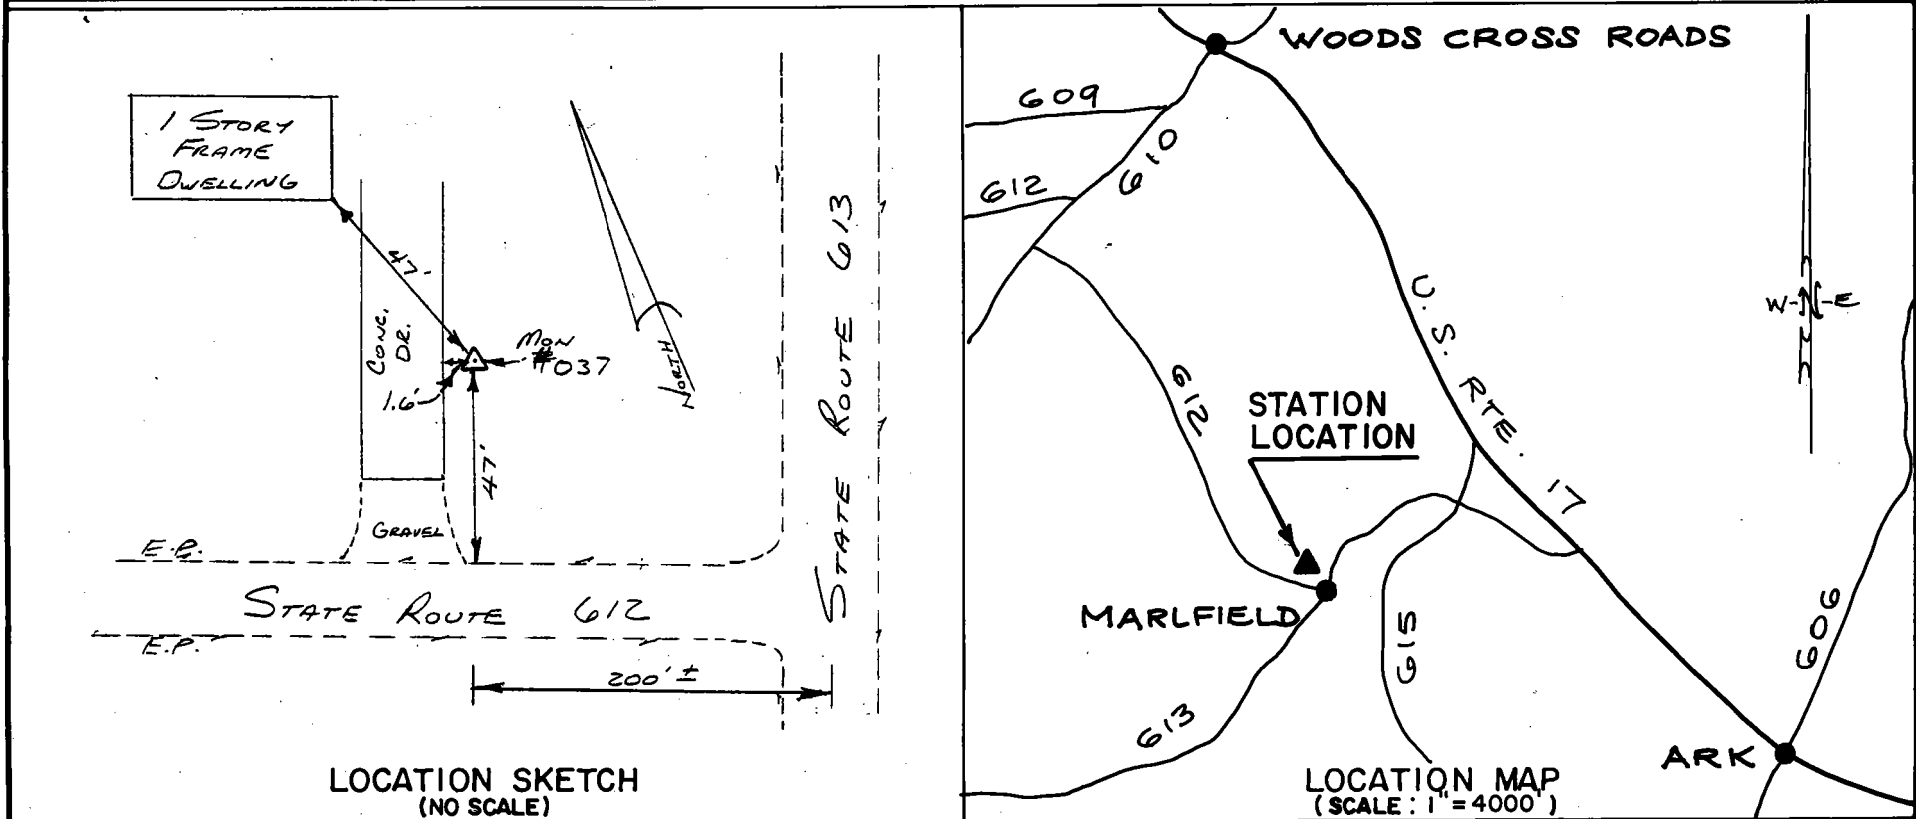 1 STORY
FRAME
DWELLING
47'
CONC.
DR.
MON
#037
1.6'
47'
NORTH
GRAVEL
E.P.
STATE ROUTE 612
E.P.
200' ±
STATE ROUTE 613
LOCATION SKETCH
(NO SCALE)
WOODS CROSS ROADS
609
610
612
U.S. RTE. 17
W-N-E
612
STATION
LOCATION
MARLFIELD
615
606
613
ARK
LOCATION MAP
(SCALE: 1"=4000')